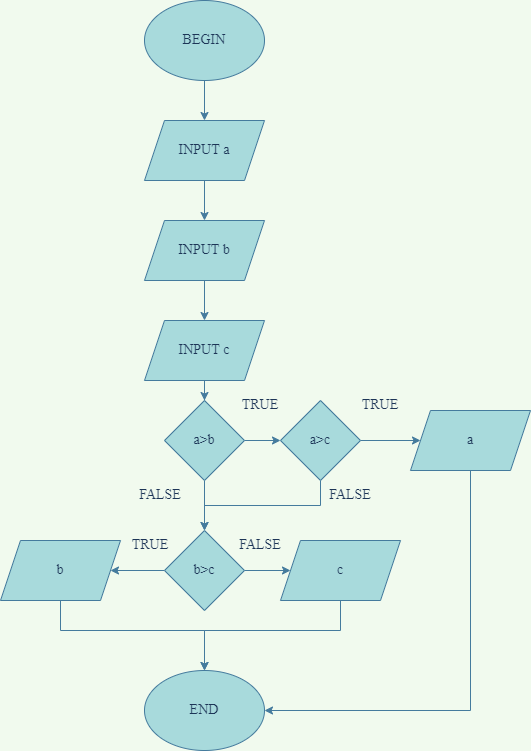 BEGIN
INPUT a
INPUT b
INPUT c
TRUE
TRUE
a>b
a>c
a
FALSE
FALSE
TRUE
FALSE
b
b>c
c
END